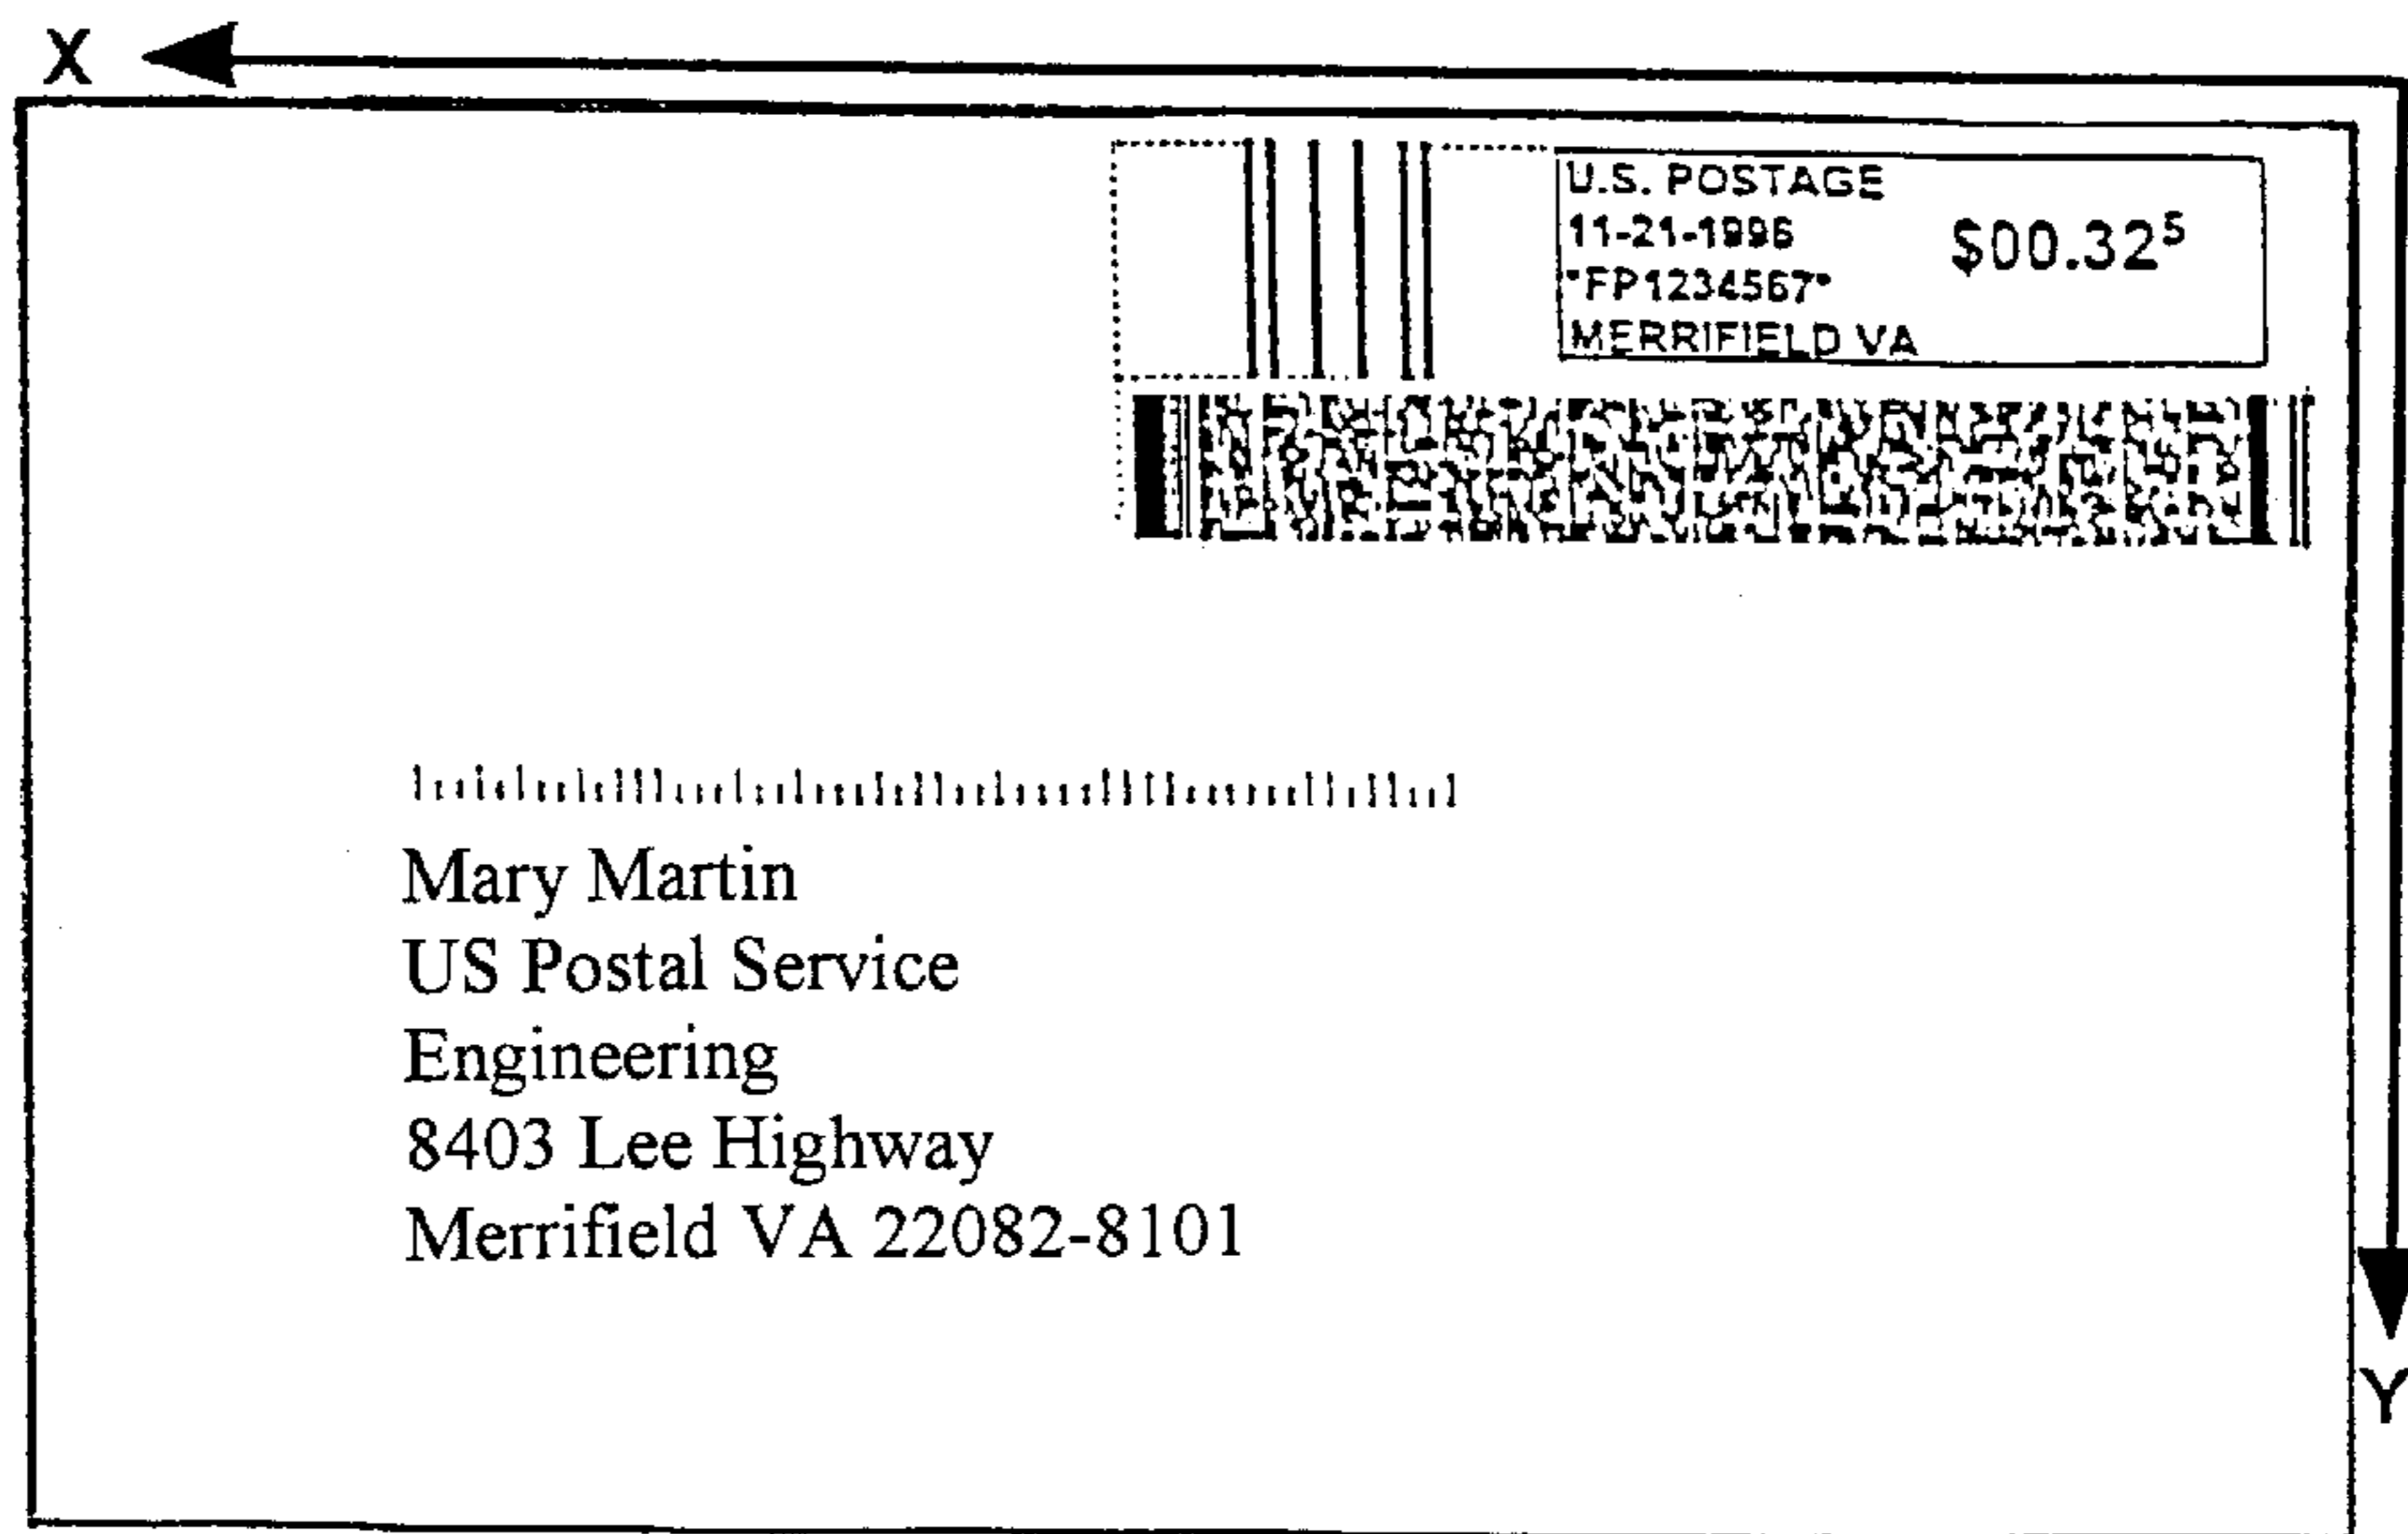 X
U.S. POSTAGE
11-21-1996
$00.32⁵
*FP1234567*
MERRIFIELD VA
Mary Martin
US Postal Service
Engineering
8403 Lee Highway
Merrifield VA 22082-8101
Y